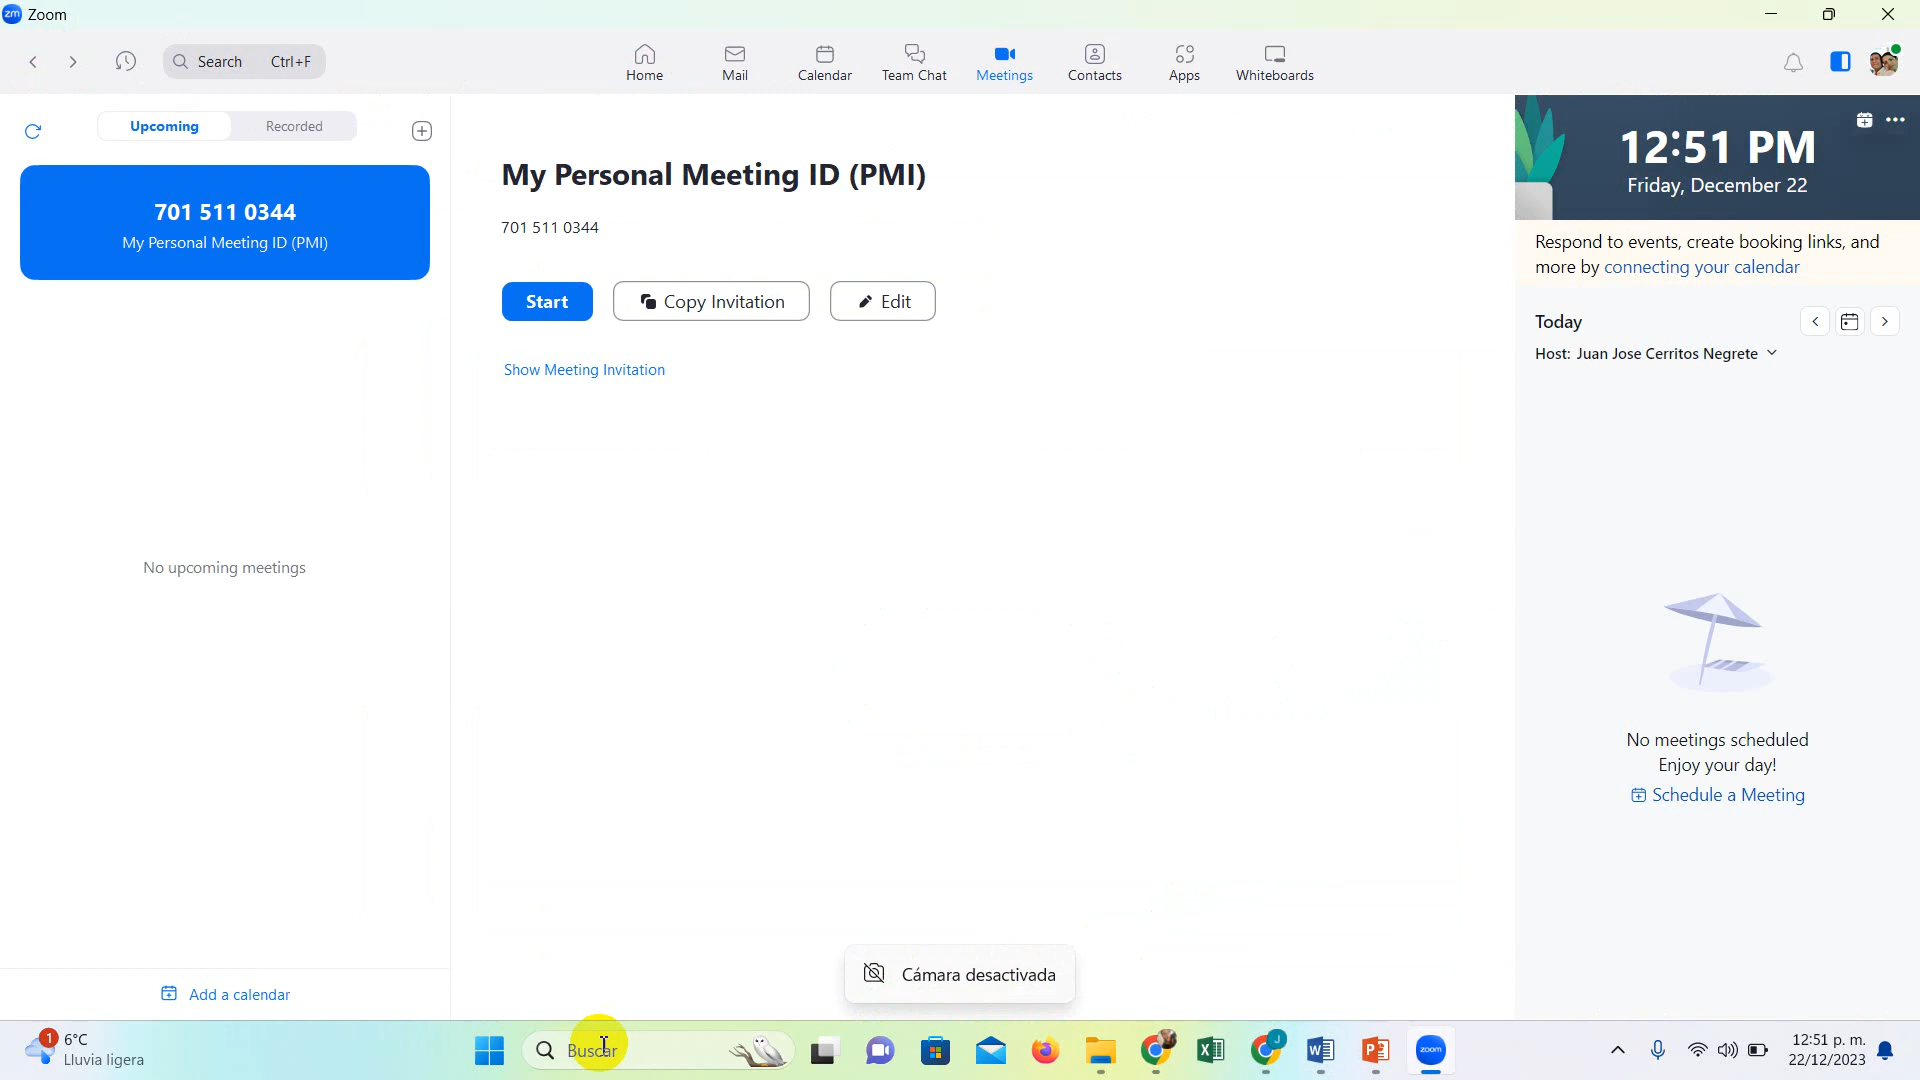 zm Zoom
Search Ctrl+F
Home
Mail
Calendar
Team Chat
Meetings
Contacts
Apps
Whiteboards
Upcoming
Recorded
701 511 0344
My Personal Meeting ID (PMI)
No upcoming meetings
Add a calendar
My Personal Meeting ID (PMI)
701 511 0344
Start
Copy Invitation
Edit
Show Meeting Invitation
Cámara desactivada
12:51 PM
Friday, December 22
Respond to events, create booking links, and
more by connecting your calendar
Today
Host: Juan Jose Cerritos Negrete
No meetings scheduled
Enjoy your day!
Schedule a Meeting
1
6°C
Lluvia ligera
Buscar
J
zoom
12:51 p. m.
22/12/2023